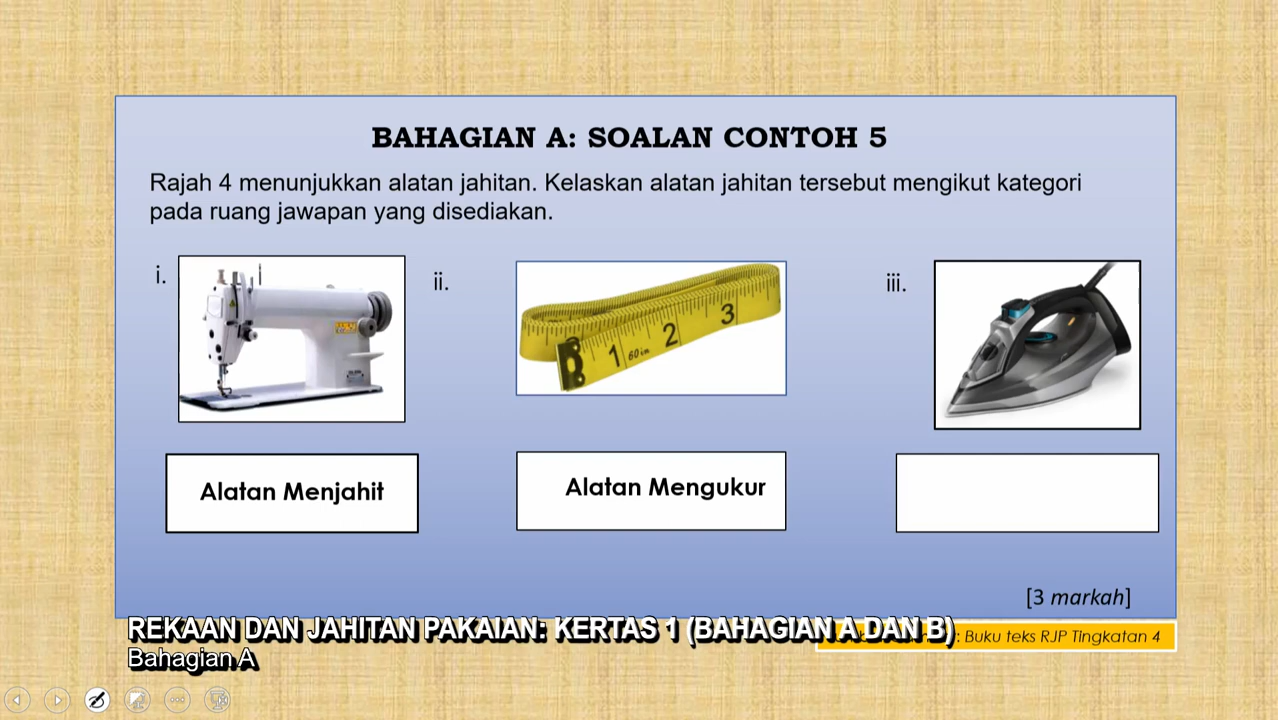 BAHAGIAN A: SOALAN CONTOH 5
Rajah 4 menunjukkan alatan jahitan. Kelaskan alatan jahitan tersebut mengikut kategori
pada ruang jawapan yang disediakan.
i.
ii.
iii.
1
60 in
2
3
Alatan Menjahit
Alatan Mengukur
[3 markah]
REKAAN DAN JAHITAN PAKAIAN: KERTAS 1 (BAHAGIAN A DAN B)
: Buku teks RJP Tingkatan 4
Bahagian A